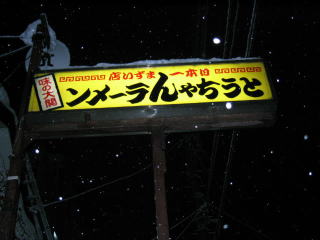 日本一まずい店
とうちゃんラーメン
味の大関